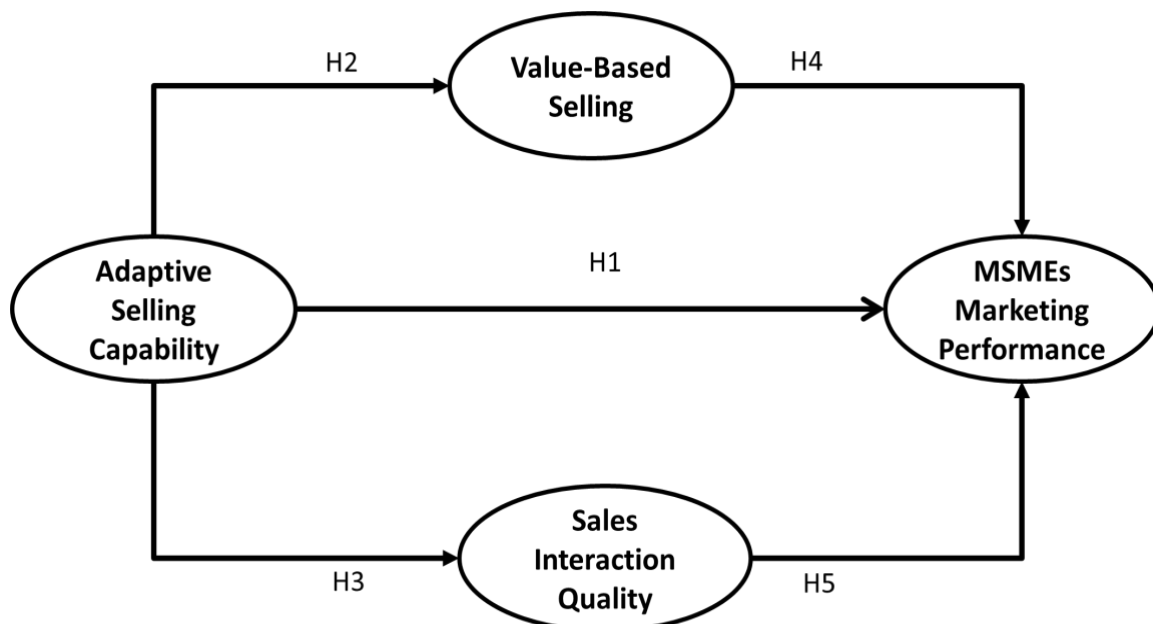 H2
Value-Based
Selling
H4
Adaptive
Selling
Capability
H1
MSMEs
Marketing
Performance
H3
Sales
Interaction
Quality
H5